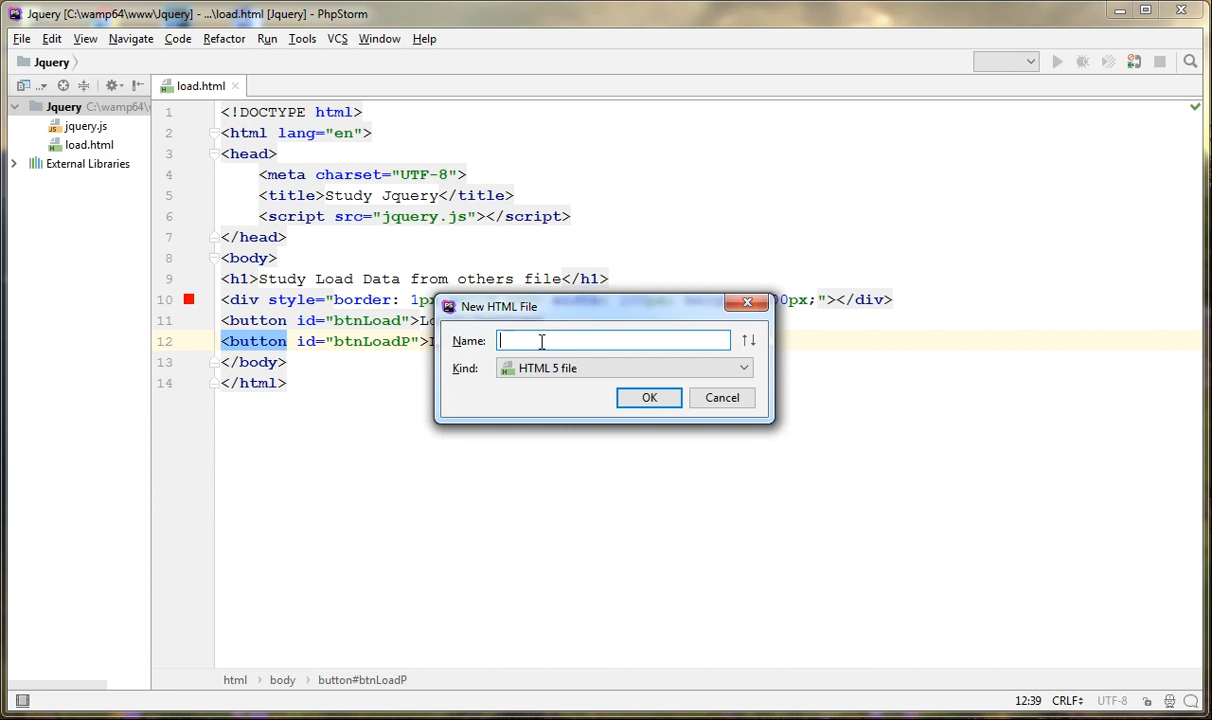 Jquery [C:\wamp64\www\Jquery] - ...\load.html [Jquery] - PhpStorm
File Edit View Navigate Code Refactor Run Tools VCS Window Help
Jquery
load.html
Jquery C:\wamp64\
jquery.js
load.html
External Libraries
1 <!DOCTYPE html>
2 <html lang="en">
3 <head>
4 <meta charset="UTF-8">
5 <title>Study Jquery</title>
6 <script src="jquery.js"></script>
7 </head>
8 <body>
9 <h1>Study Load Data from others file</h1>
10 <div style="border: 1px 00px;"></div>
11 <button id="btnLoad">
12 <button id="btnLoadP">
13 </body>
14 </html>
New HTML File
Name:
Kind: HTML 5 file
OK Cancel
html body button#btnLoadP
12:39 CRLF UTF-8